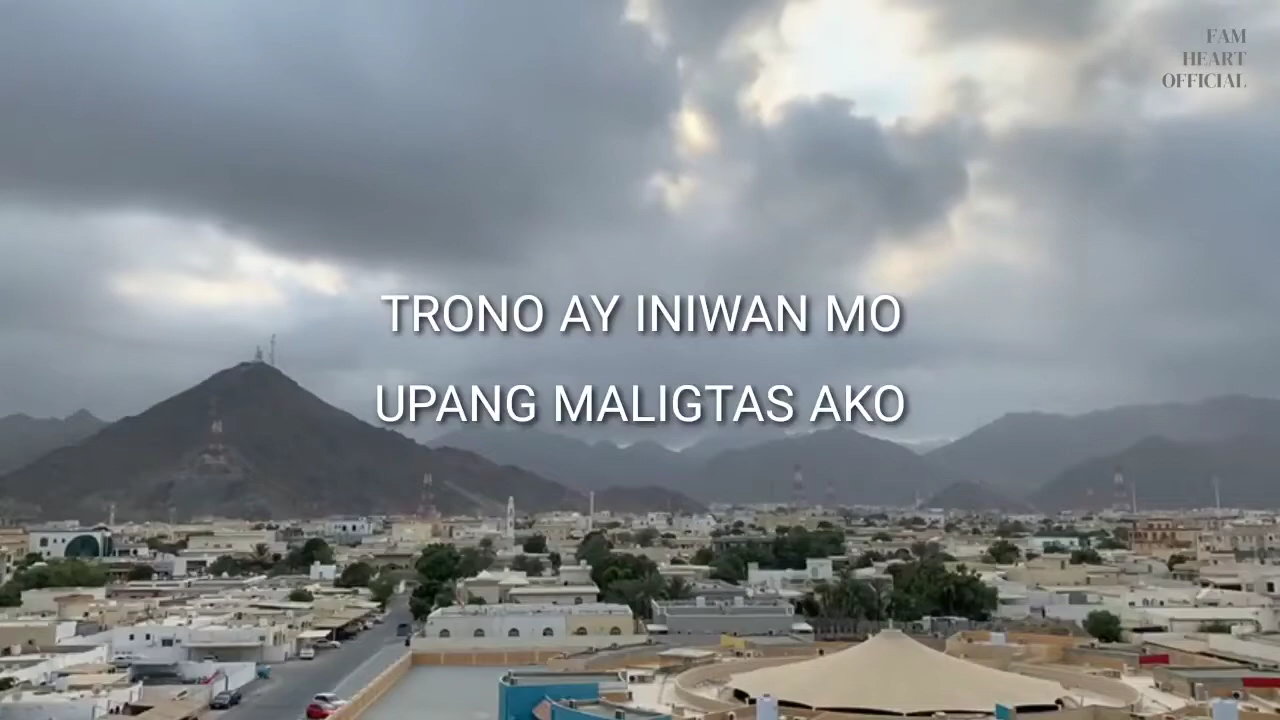 FAM
HEART
OFFICIAL
TRONO AY INIWAN MO
UPANG MALIGTAS AKO